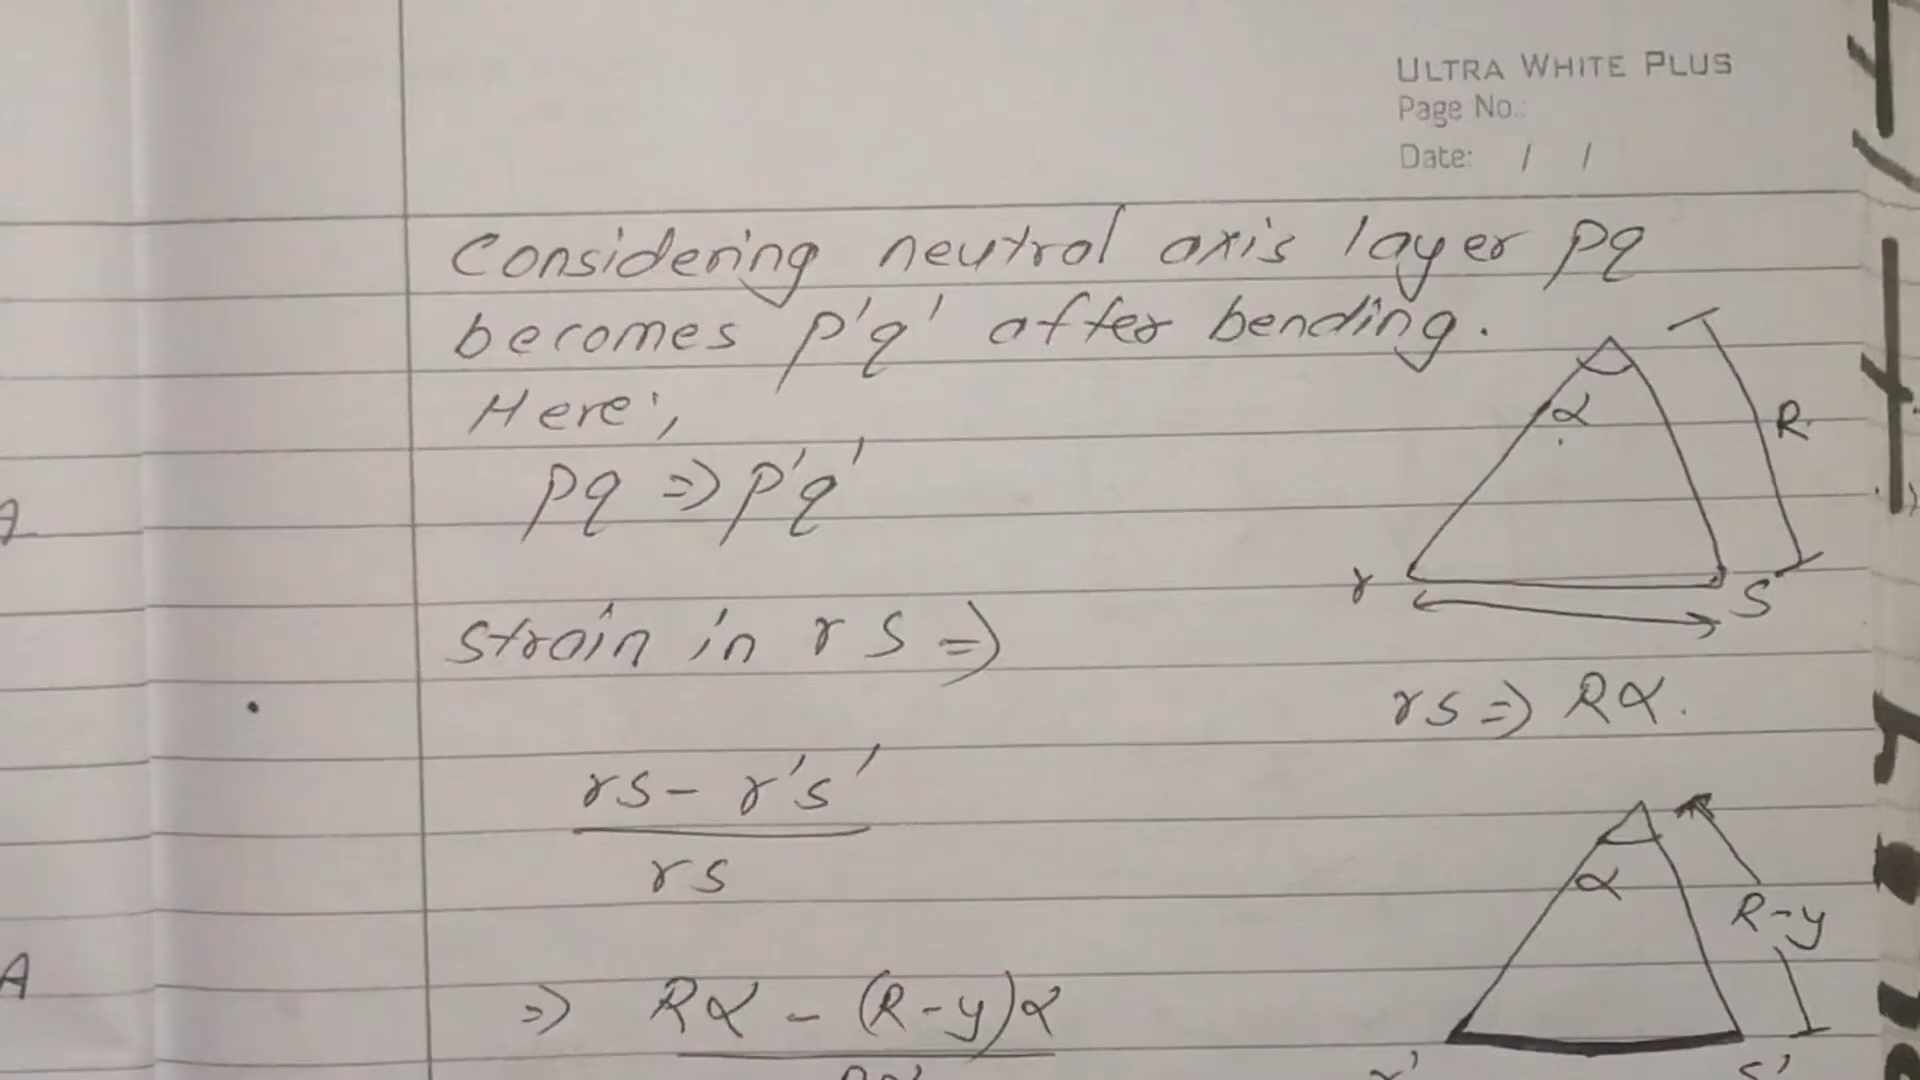 ULTRA WHITE PLUS
Page No.:
Date: / /
Considering neutral axis layer pq
becomes p'q' after bending.
Here;,
pq => p'q'
α
R
r
S
strain in rs =>
rs => Rα.
rs - r's'
rs
α
R-y
A
=> Rα - (R-y)α
r'
s'